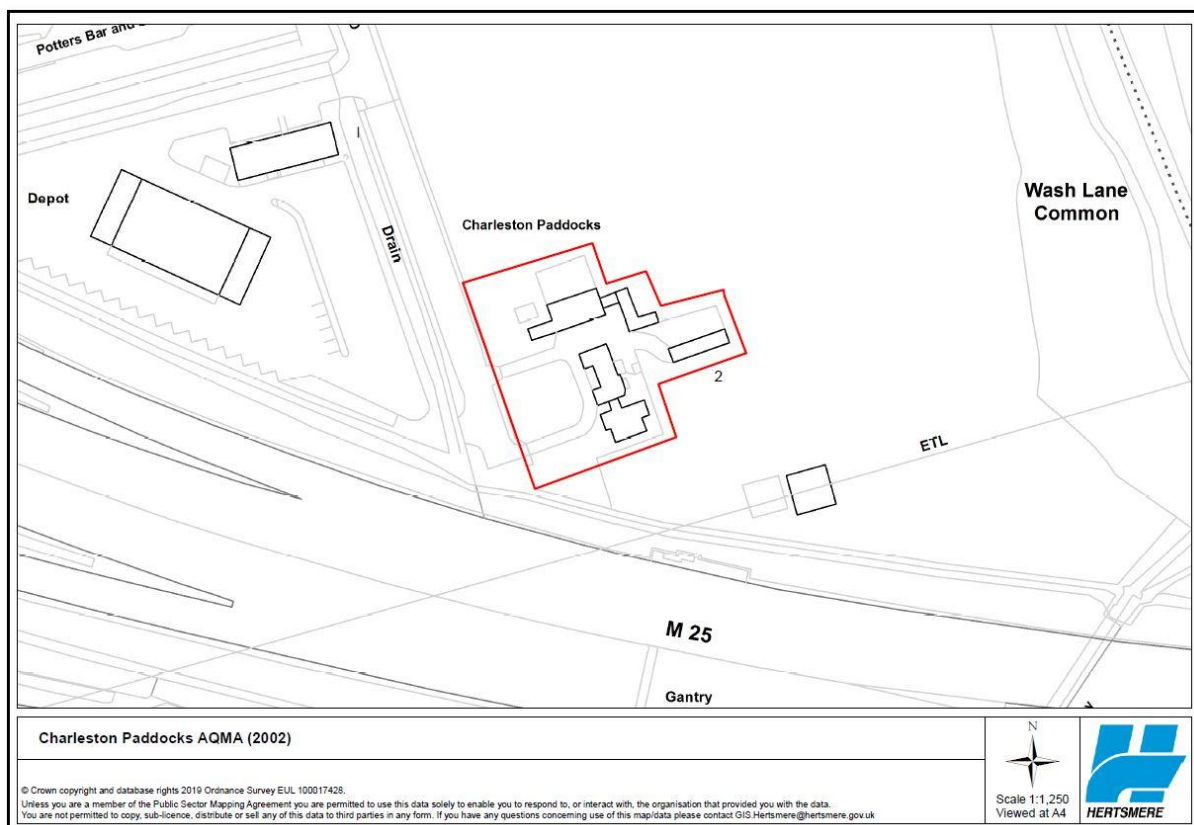 Potters Bar and
Depot
Drain
Charleston Paddocks
Wash Lane
Common
2
ETL
M 25
Gantry
Charleston Paddocks AQMA (2002)
© Crown copyright and database rights 2019 Ordnance Survey EUL 100017428.
Unless you are a member of the Public Sector Mapping Agreement you are permitted to use this data solely to enable you to respond to, or interact with, the organisation that provided you with the data.
You are not permitted to copy, sub-licence, distribute or sell any of this data to third parties in any form. If you have any questions concerning use of this map/data please contact GIS.Hertsmere@hertsmere.gov.uk
N
Scale 1:1,250
Viewed at A4
HERTSMERE